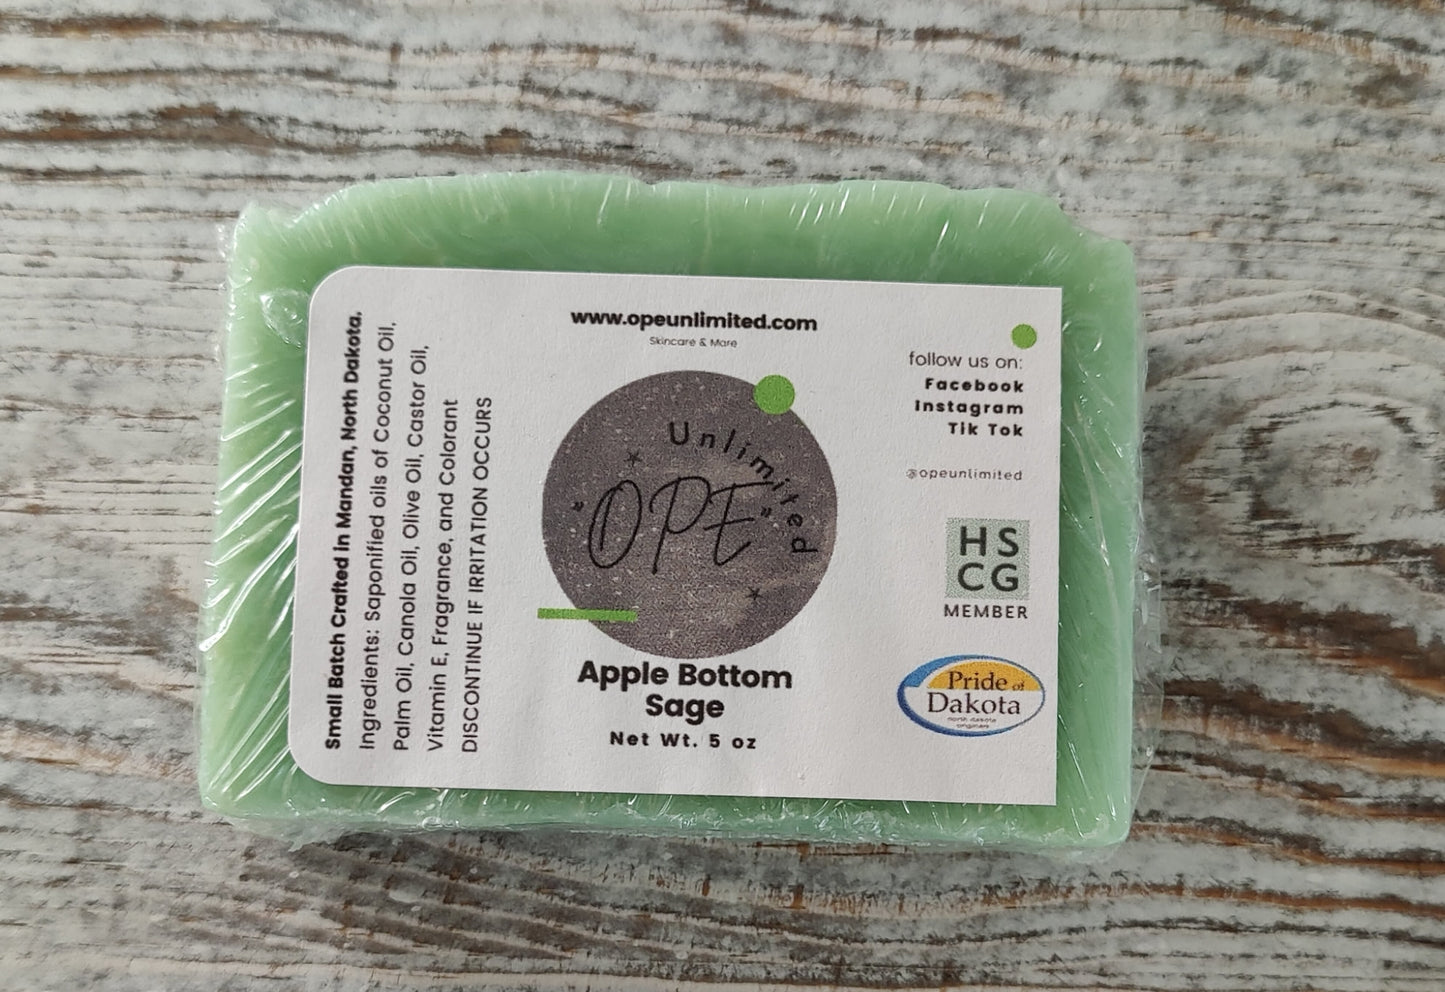 Small Batch Crafted in Mandan, North Dakota.
Ingredients: Saponified oils of Coconut Oil,
Palm Oil, Canola Oil, Olive Oil, Castor Oil,
Vitamin E, Fragrance, and Colorant
DISCONTINUE IF IRRITATION OCCURS
www.opeunlimited.com
Skincare & More
Unlimited
"OPE"
Apple Bottom
Sage
Net Wt. 5 oz
follow us on:
Facebook
Instagram
Tik Tok
@opeunlimited
HS
CG
MEMBER
Pride of
Dakota
north dakota